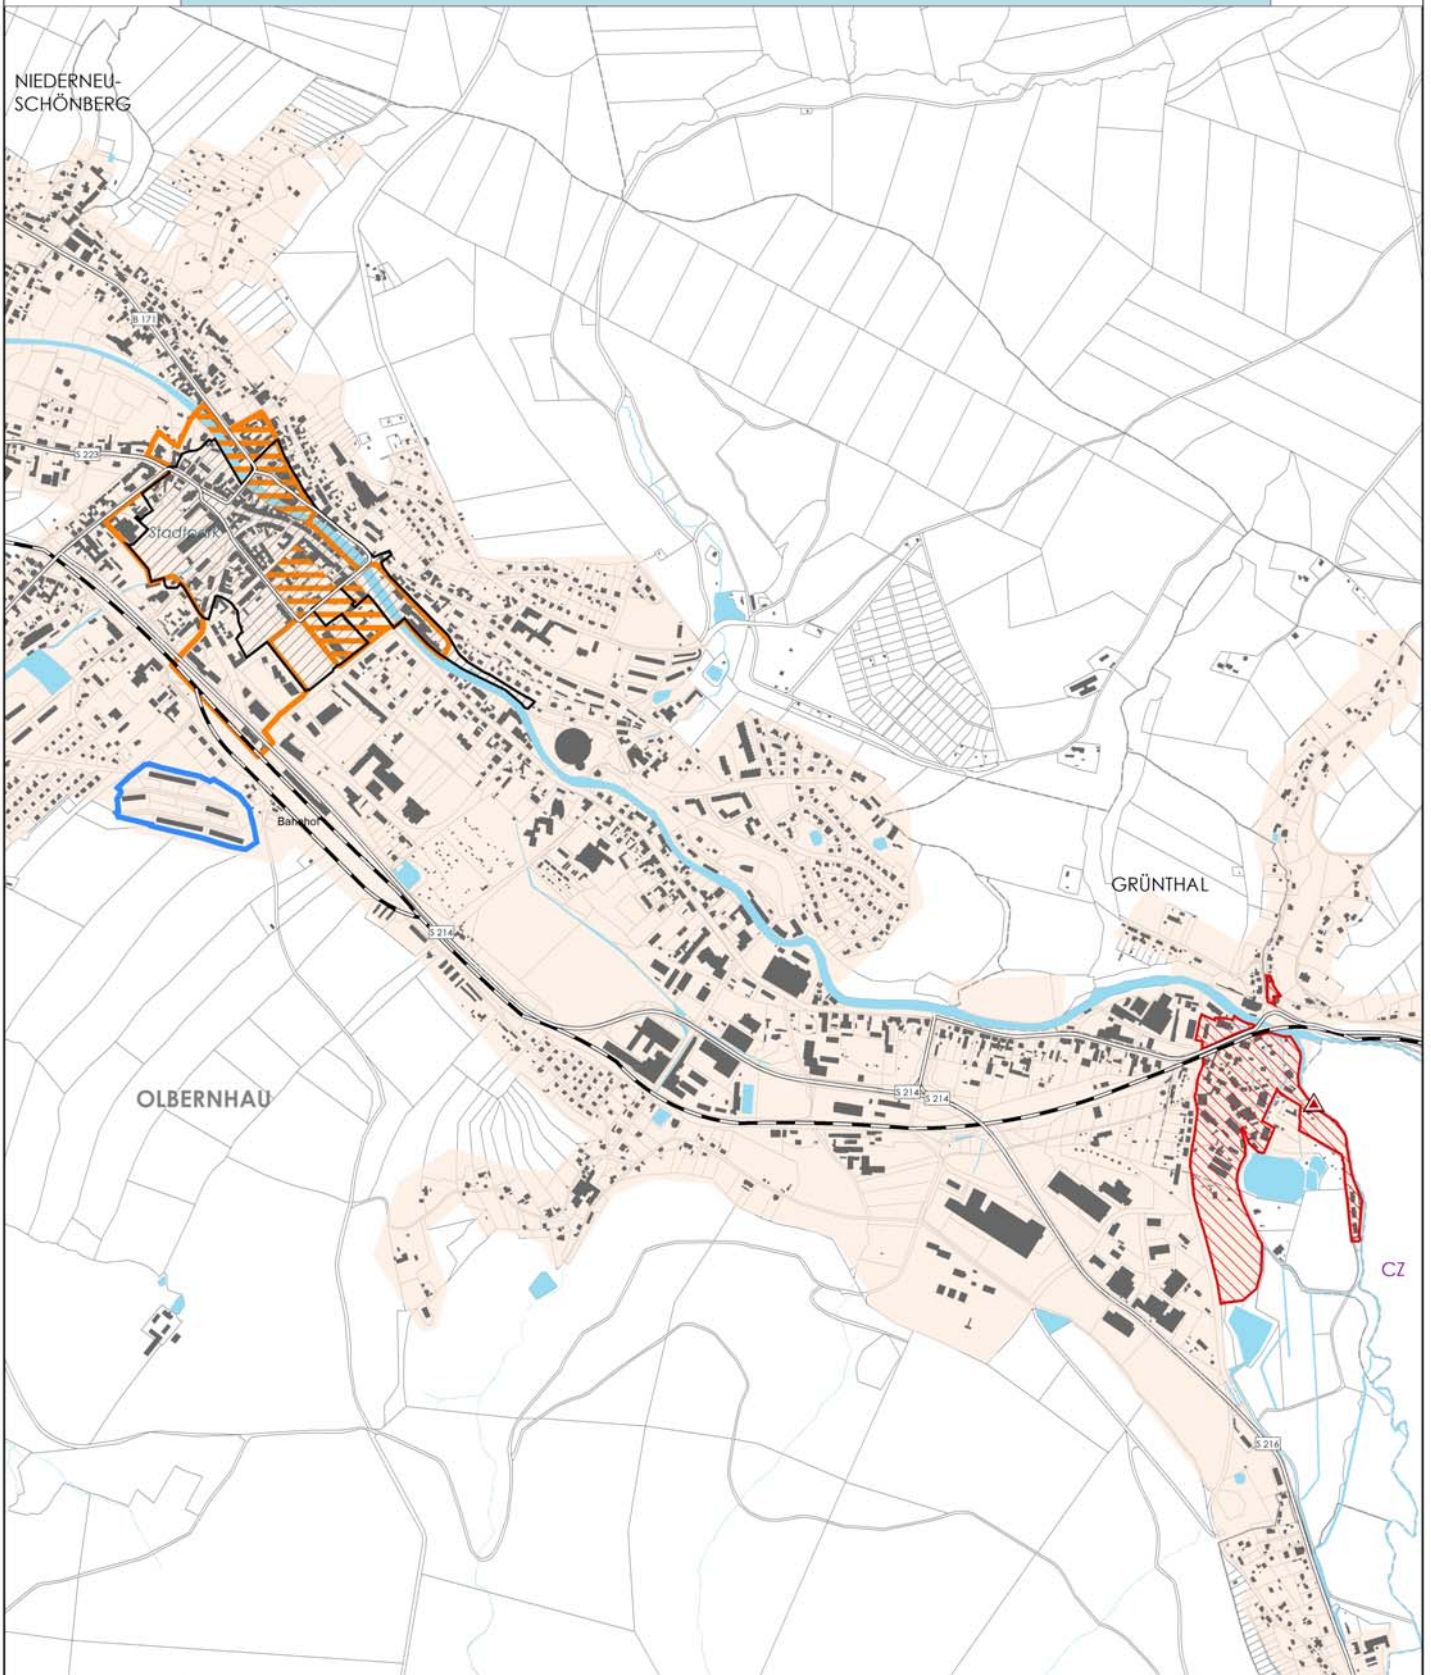 NIEDERNEU-
SCHÖNBERG
B 171
S 223
Stadtpark
Bahnhof
GRÜNTHAL
S 214
OLBERNHAU
S 214
S 214
CZ
S 216